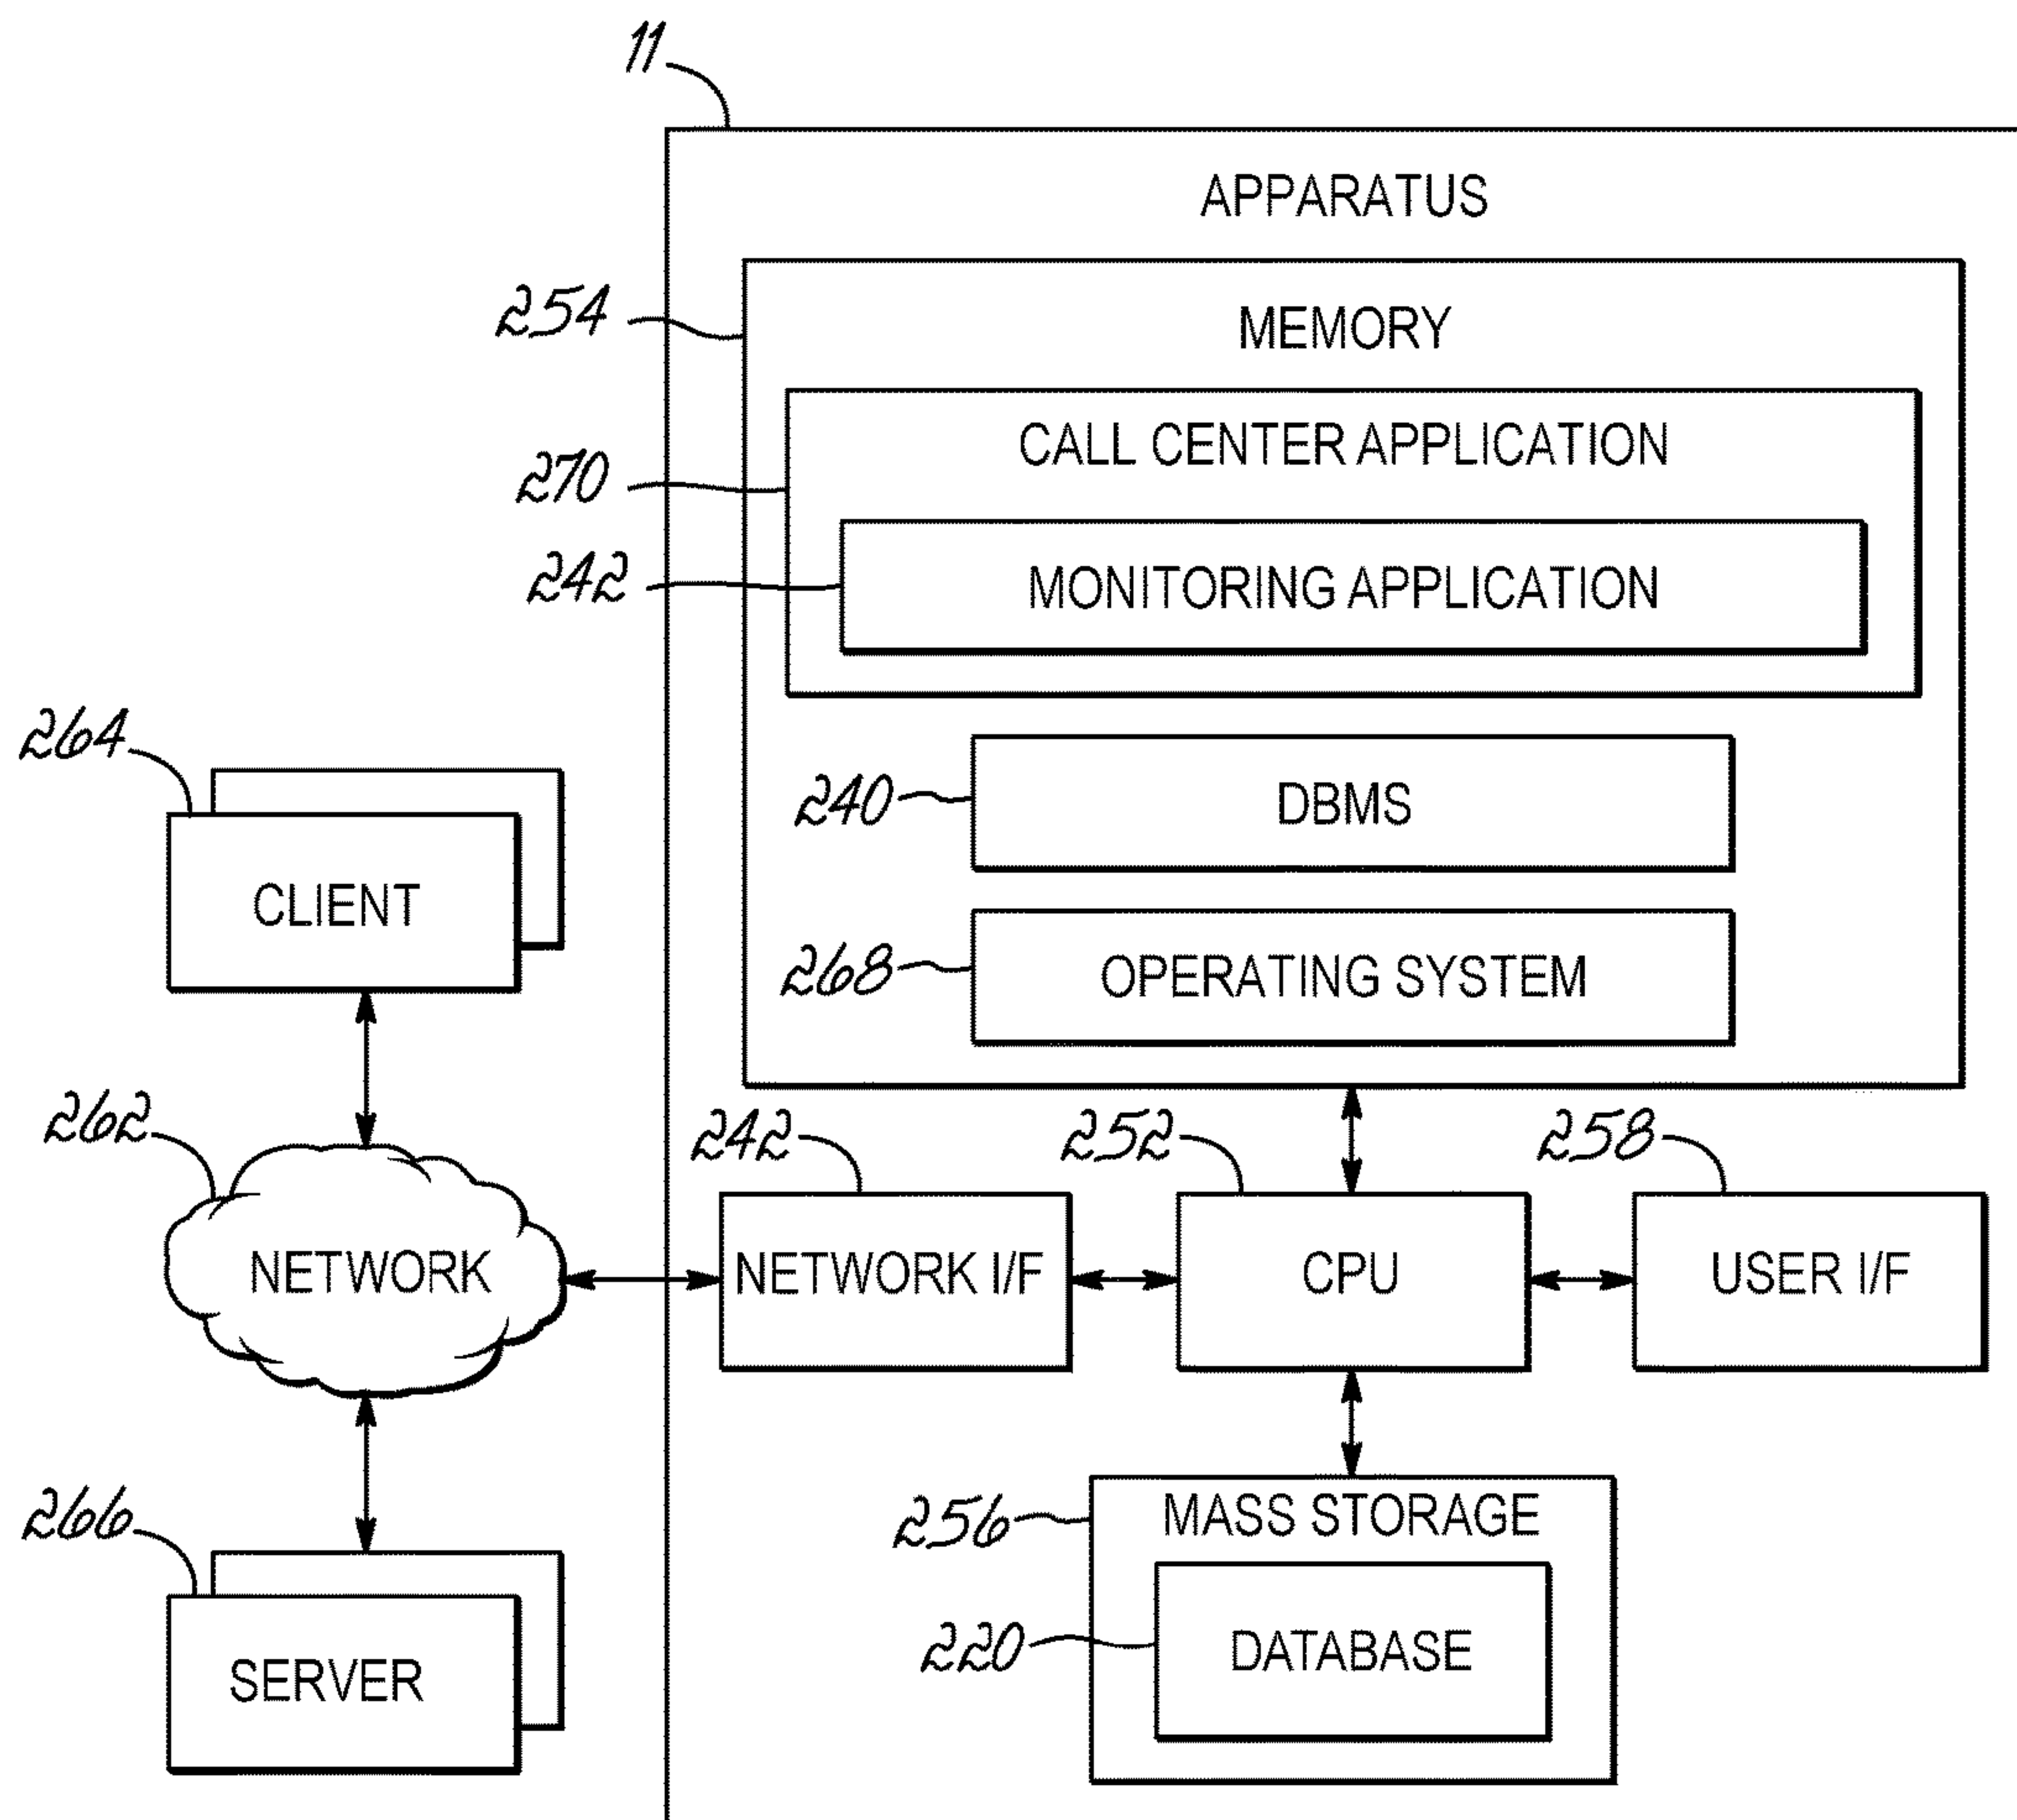 11
APPARATUS
254
MEMORY
270
CALL CENTER APPLICATION
242
MONITORING APPLICATION
264
CLIENT
240
DBMS
268
OPERATING SYSTEM
262
NETWORK
242
NETWORK I/F
252
CPU
258
USER I/F
266
SERVER
256
MASS STORAGE
220
DATABASE